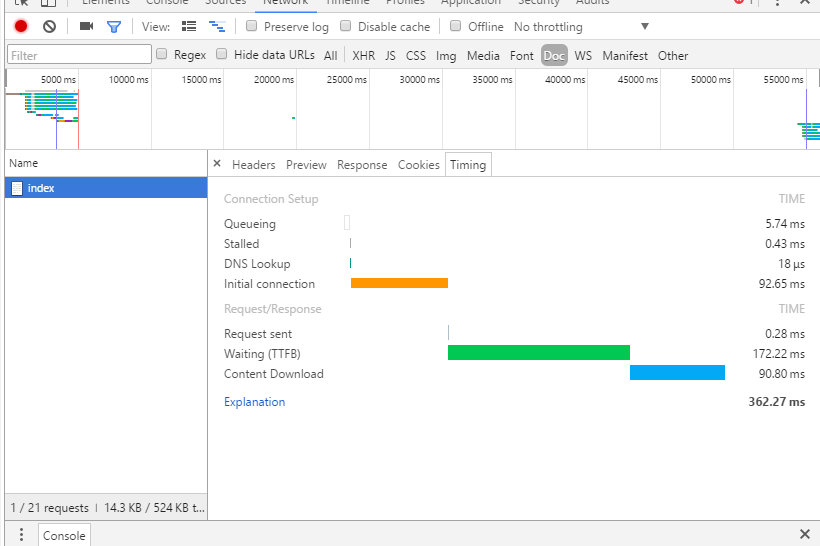 Elements Console Sources Network Timeline Profiles Application Security Audits 1
View: Preserve log Disable cache Offline No throttling
Filter Regex Hide data URLs All XHR JS CSS Img Media Font Doc WS Manifest Other
5000 ms 10000 ms 15000 ms 20000 ms 25000 ms 30000 ms 35000 ms 40000 ms 45000 ms 50000 ms 55000 ms
Name × Headers Preview Response Cookies Timing
index
Connection Setup TIME
Queueing 5.74 ms
Stalled 0.43 ms
DNS Lookup 18 µs
Initial connection 92.65 ms
Request/Response TIME
Request sent 0.28 ms
Waiting (TTFB) 172.22 ms
Content Download 90.80 ms
Explanation 362.27 ms
1 / 21 requests I 14.3 KB / 524 KB t...
Console